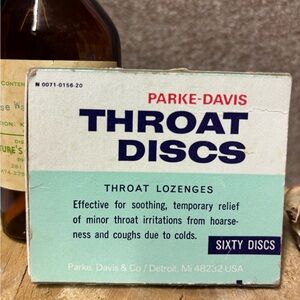 N 0071-0156-20
PARKE-DAVIS
THROAT
DISCS
THROAT LOZENGES
Effective for soothing, temporary relief
of minor throat irritations from hoarse-
ness and coughs due to colds.
SIXTY DISCS
Parke, Davis & Co / Detroit, Mi 48232 USA
CONTEN